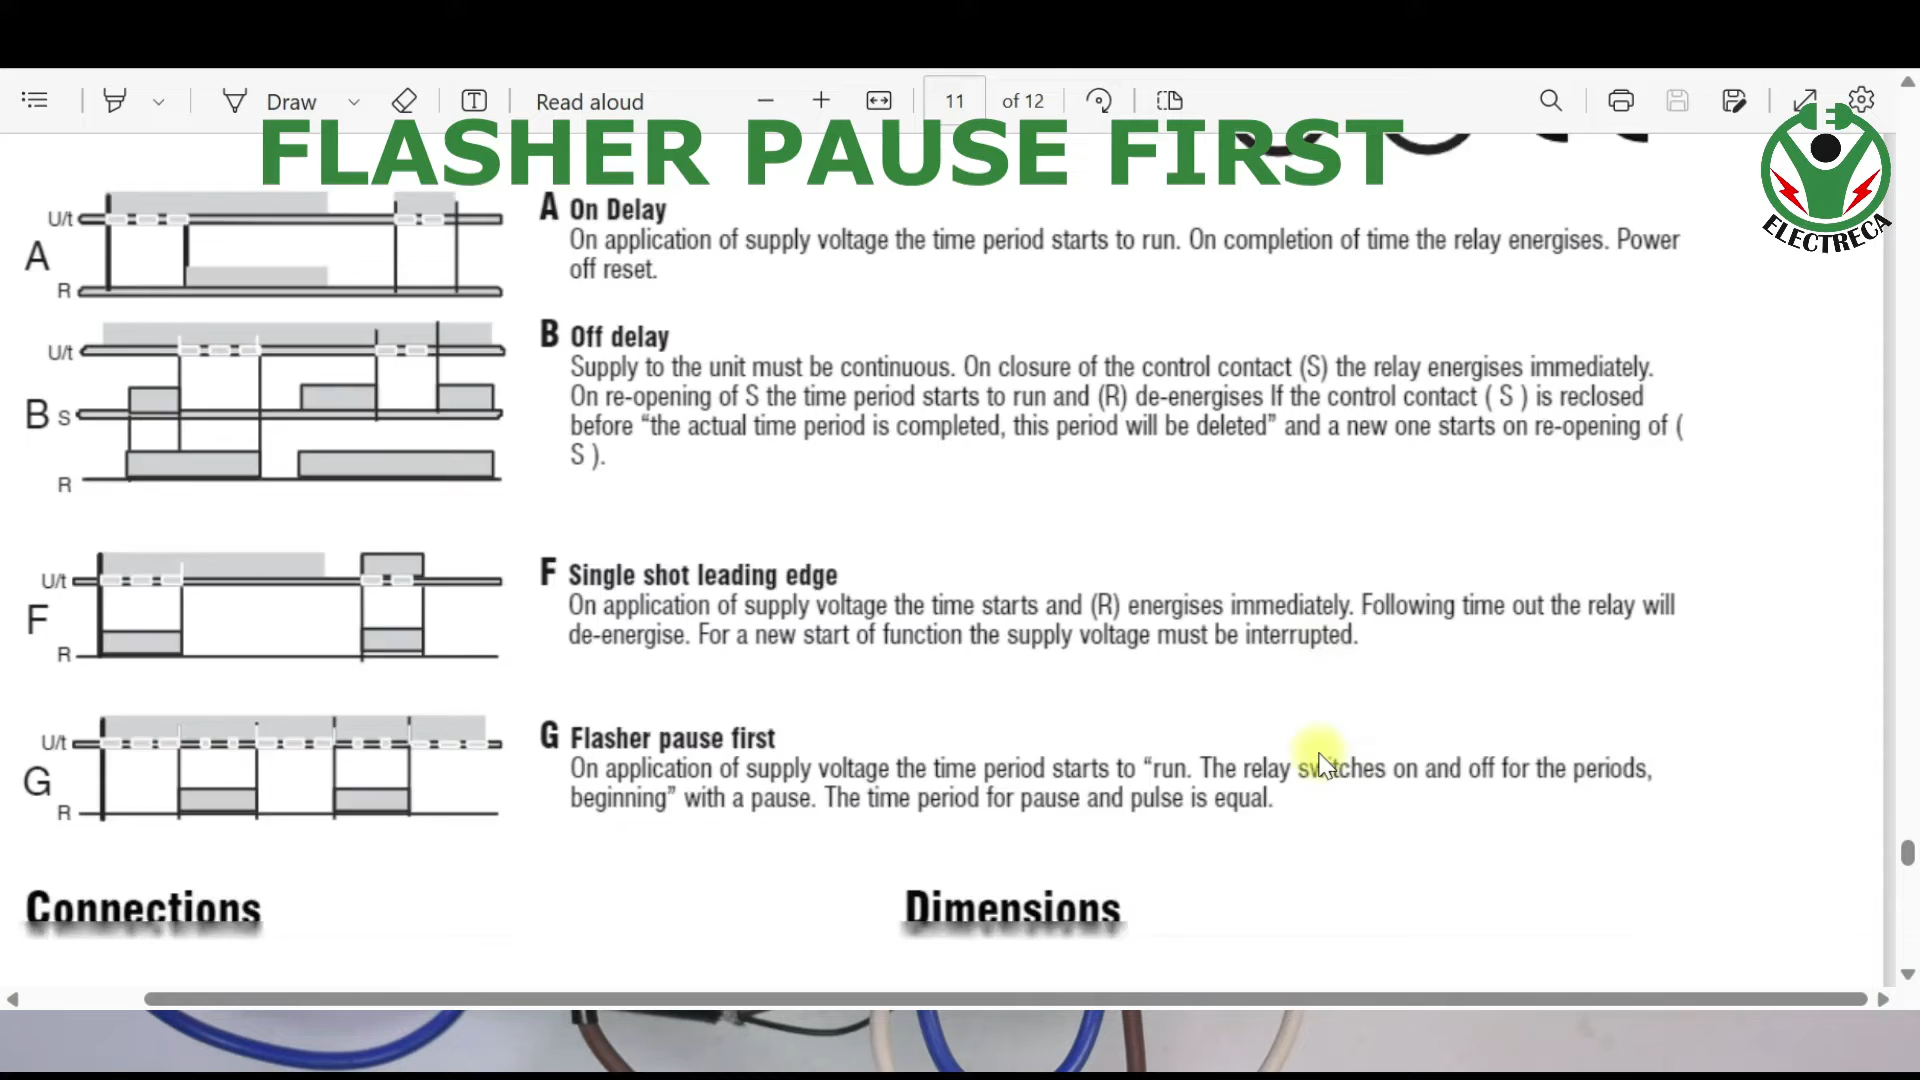 Draw
Read aloud
11
of 12
FLASHER PAUSE FIRST
ELECTRECA
U/t
A
R
A On Delay
On application of supply voltage the time period starts to run. On completion of time the relay energises. Power
off reset.
U/t
B S
R
B Off delay
Supply to the unit must be continuous. On closure of the control contact (S) the relay energises immediately.
On re-opening of S the time period starts to run and (R) de-energises If the control contact ( S ) is reclosed
before “the actual time period is completed, this period will be deleted” and a new one starts on re-opening of (
S ).
U/t
F
R
F Single shot leading edge
On application of supply voltage the time starts and (R) energises immediately. Following time out the relay will
de-energise. For a new start of function the supply voltage must be interrupted.
U/t
G
R
G Flasher pause first
On application of supply voltage the time period starts to “run. The relay switches on and off for the periods,
beginning” with a pause. The time period for pause and pulse is equal.
Connections
Dimensions